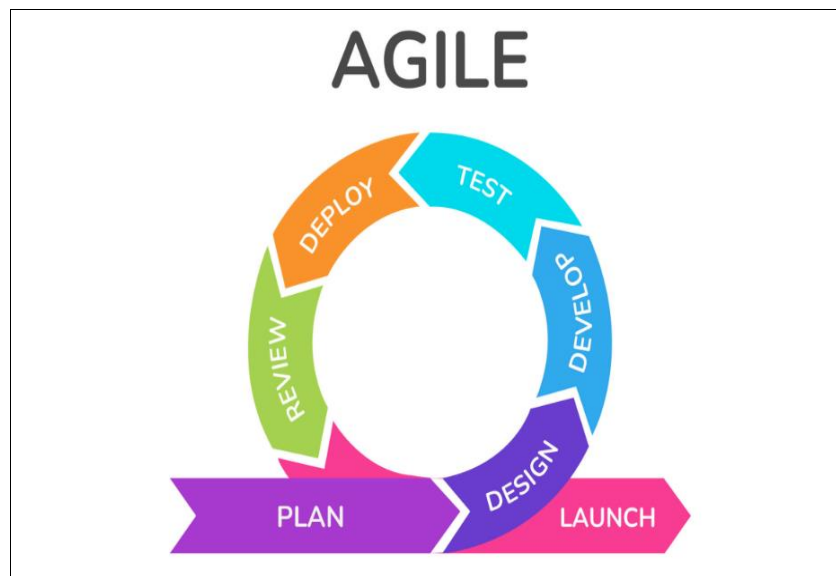 AGILE
PLAN
DESIGN
DEVELOP
TEST
DEPLOY
REVIEW
LAUNCH